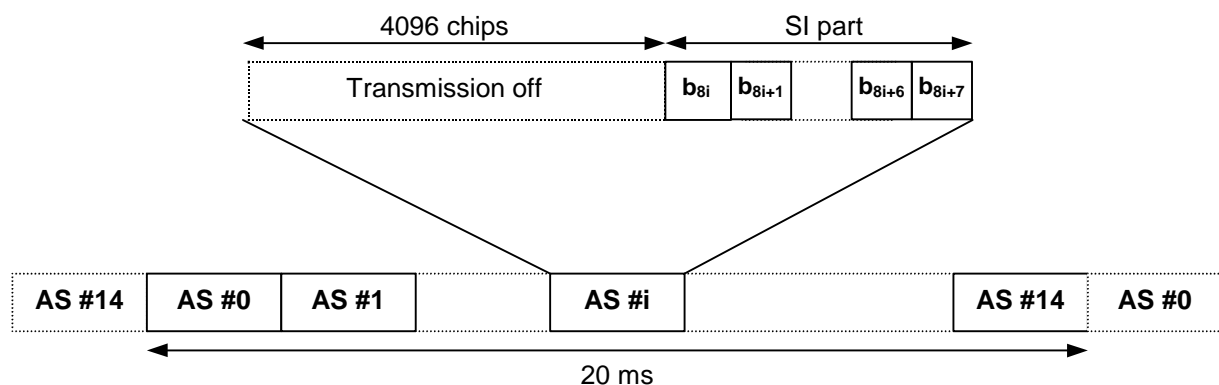 4096 chips SI part
Transmission off b8i b8i+1 b8i+6 b8i+7
AS #14 AS #0 AS #1 AS #i AS #14 AS #0
20 ms